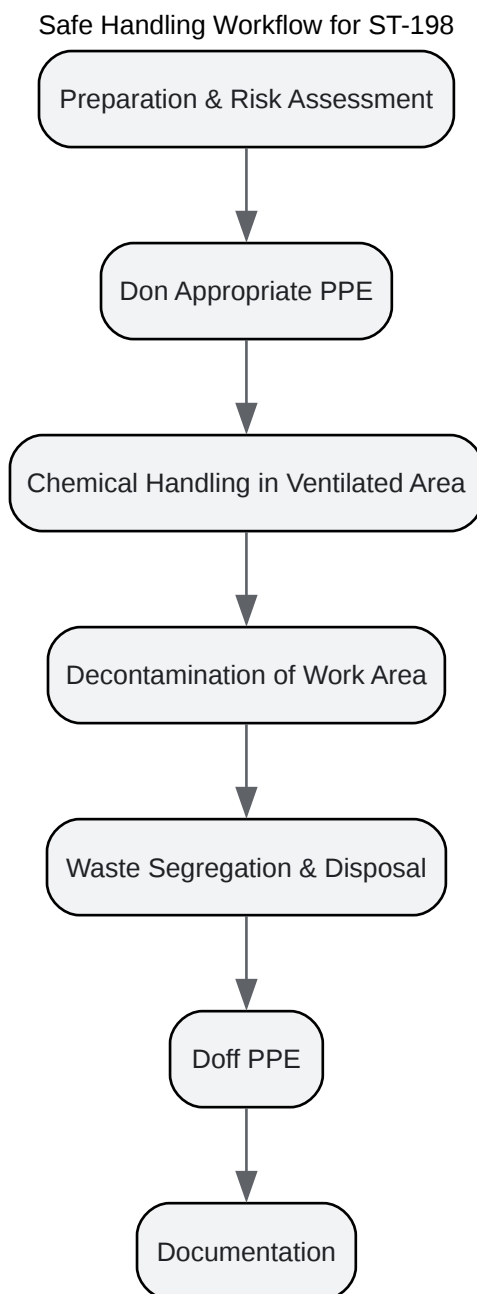 Safe Handling Workflow for ST-198
Preparation & Risk Assessment
Don Appropriate PPE
Chemical Handling in Ventilated Area
Decontamination of Work Area
Waste Segregation & Disposal
Doff PPE
Documentation